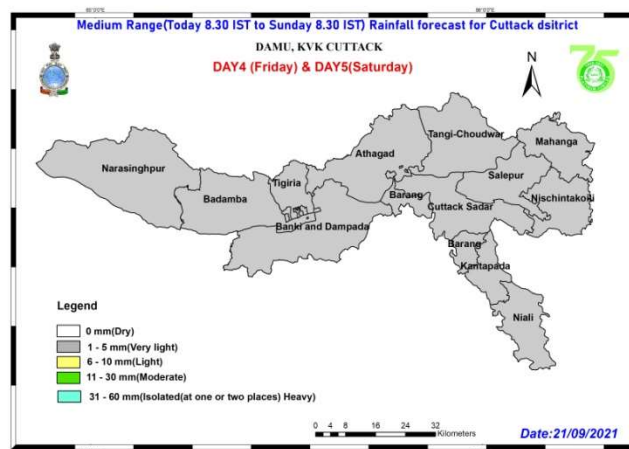 Medium Range(Today 8.30 IST to Sunday 8.30 IST) Rainfall forecast for Cuttack dsitrict
DAMU, KVK CUTTACK
DAY4 (Friday) & DAY5(Saturday)
N
75
Tangi-Choudwar
Mahanga
Athagad
Narasinghpur
Tigiria
Salepur
Badamba
Barang
Nischintakoili
Cuttack Sadar
Banki and Dampada
Barang
Kantapada
Niali
Legend
0 mm(Dry)
1 - 5 mm(Very light)
6 - 10 mm(Light)
11 - 30 mm(Moderate)
31 - 60 mm(Isolated(at one or two places) Heavy)
0 4 8 16 24 32
Kilometers
Date:21/09/2021